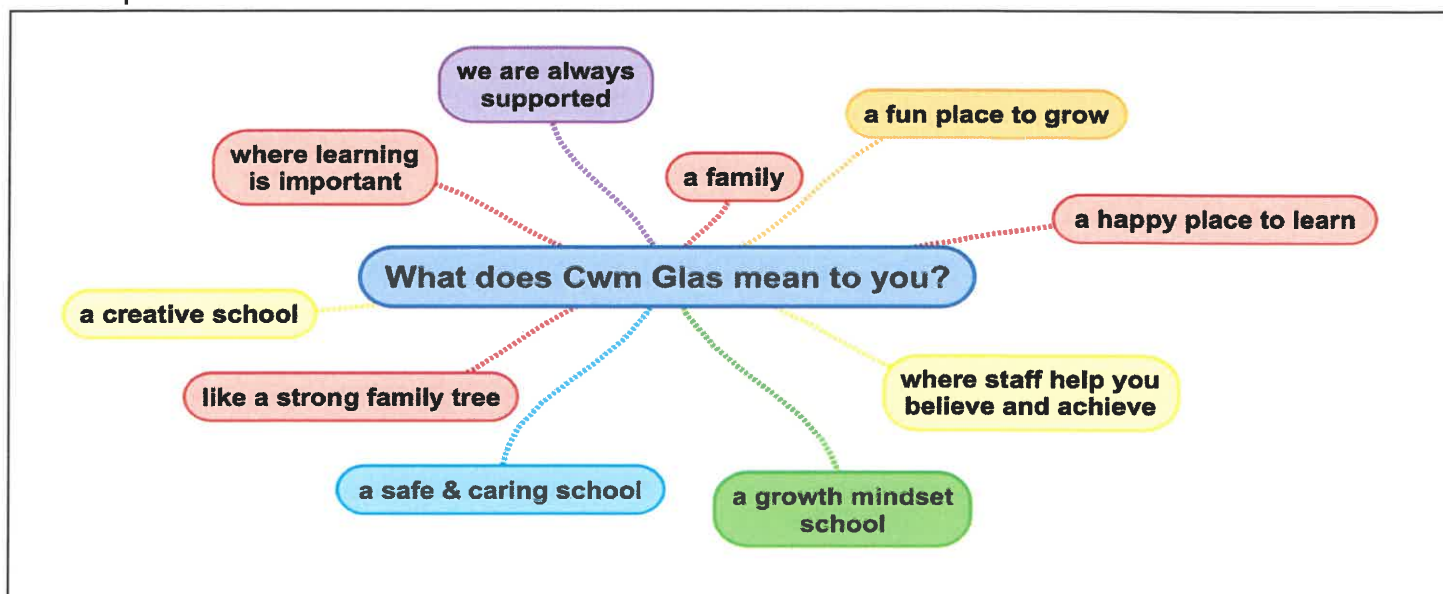 we are always
supported
a fun place to grow
where learning
is important
a family
a happy place to learn
What does Cwm Glas mean to you?
a creative school
like a strong family tree
where staff help you
believe and achieve
a safe & caring school
a growth mindset
school